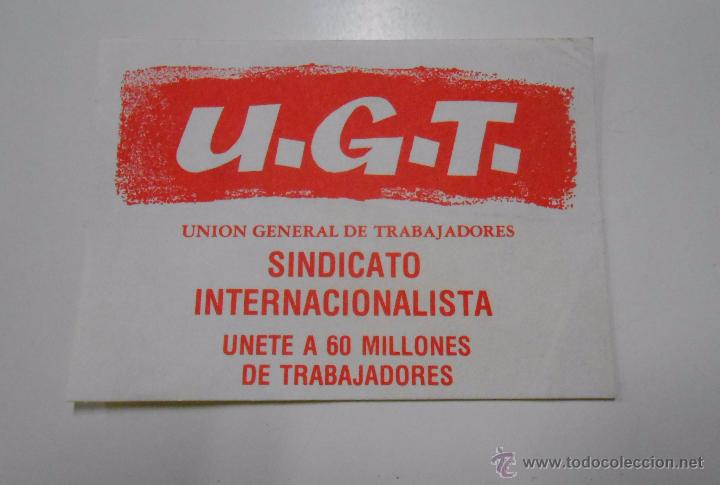 U.G.T.
UNION GENERAL DE TRABAJADORES
SINDICATO
INTERNACIONALISTA
UNETE A 60 MILLONES
DE TRABAJADORES
© www.todocoleccion.net